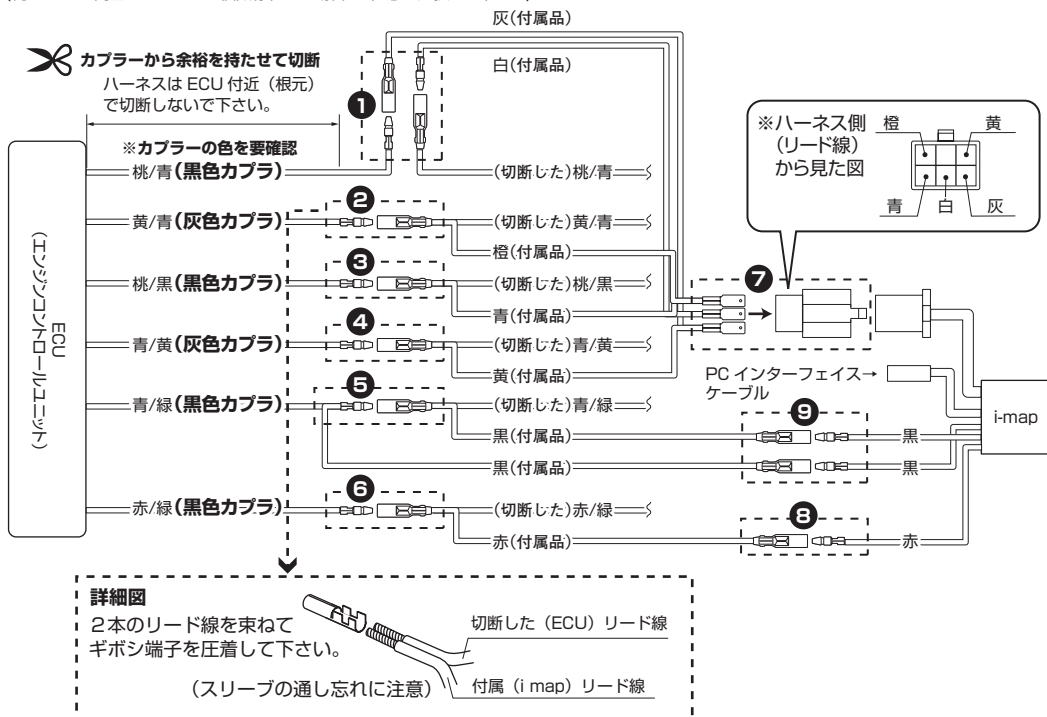 灰(付属品)
カプラーから余裕を持たせて切断
ハーネスは ECU 付近（根元）
で切断しないで下さい。
白(付属品)
❶
※カプラーの色を要確認
桃/青(黒色カプラ)
(切断した)桃/青
❷
黄/青(灰色カプラ)
(切断した)黄/青
橙(付属品)
❸
桃/黒(黒色カプラ)
(切断した)桃/黒
青(付属品)
❹
青/黄(灰色カプラ)
(切断した)青/黄
黄(付属品)
❺
青/緑(黒色カプラ)
(切断した)青/緑
黒(付属品)
黒(付属品)
❻
赤/緑(黒色カプラ)
(切断した)赤/緑
赤(付属品)
ECU
(エンジンコントロールユニット)
※ハーネス側
(リード線)
から見た図
橙
黄
青
白
灰
❼
PC インターフェイス→
ケーブル
i-map
❾
黒
黒
❽
赤
詳細図
２本のリード線を束ねて
ギボシ端子を圧着して下さい。
(スリーブの通し忘れに注意)
切断した（ECU）リード線
付属（i map）リード線